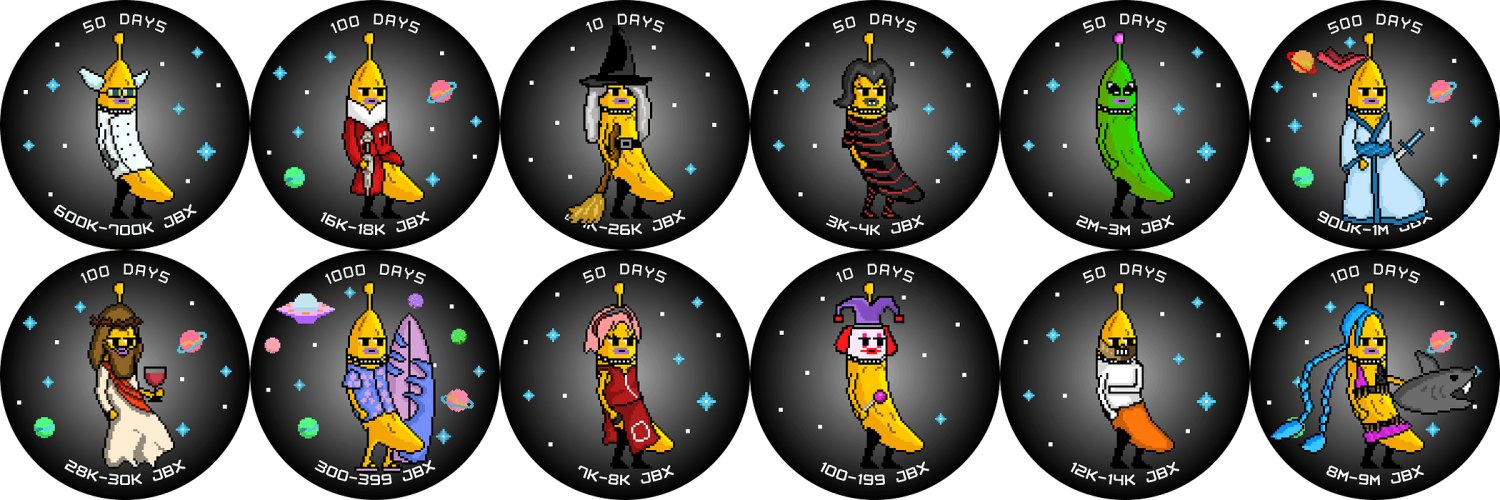 50 DAYS
600K-700K JBX
100 DAYS
16K-18K JBX
10 DAYS
K-26K JBX
50 DAYS
3K-4K JBX
50 DAYS
2M-3M JBX
500 DAYS
900K-1M JBX
100 DAYS
28K-30K JBX
1000 DAYS
300-399 JBX
50 DAYS
7K-8K JBX
10 DAYS
100-199 JBX
50 DAYS
12K-14K JBX
100 DAYS
8M-9M JBX